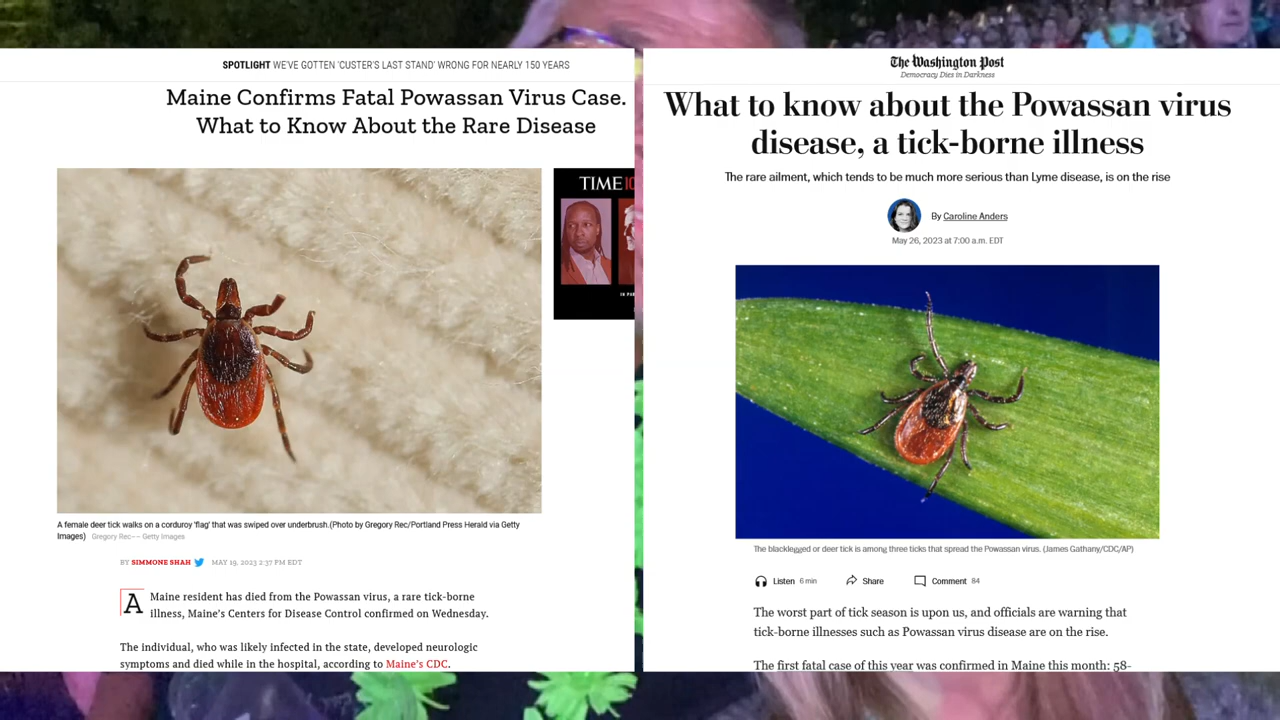 SPOTLIGHT WE'VE GOTTEN 'CUSTER'S LAST STAND' WRONG FOR NEARLY 150 YEARS
Maine Confirms Fatal Powassan Virus Case.
What to Know About the Rare Disease
TIME
A female deer tick walks on a corduroy 'flag' that was swiped over underbrush.(Photo by Gregory Rec/Portland Press Herald via Getty
Images) Gregory Rec—– Getty Images
BY SIMMONE SHAH MAY 19, 2023 2:37 PM EDT
A Maine resident has died from the Powassan virus, a rare tick-borne
illness, Maine's Centers for Disease Control confirmed on Wednesday.
The individual, who was likely infected in the state, developed neurologic
symptoms and died while in the hospital, according to Maine's CDC.
The Washington Post
Democracy Dies in Darkness
What to know about the Powassan virus
disease, a tick-borne illness
The rare ailment, which tends to be much more serious than Lyme disease, is on the rise
By Caroline Anders
May 26, 2023 at 7:00 a.m. EDT
The blacklegged or deer tick is among three ticks that spread the Powassan virus. (James Gathany/CDC/AP)
Listen 6 min Share Comment 84
The worst part of tick season is upon us, and officials are warning that
tick-borne illnesses such as Powassan virus disease are on the rise.
The first fatal case of this year was confirmed in Maine this month: 58-